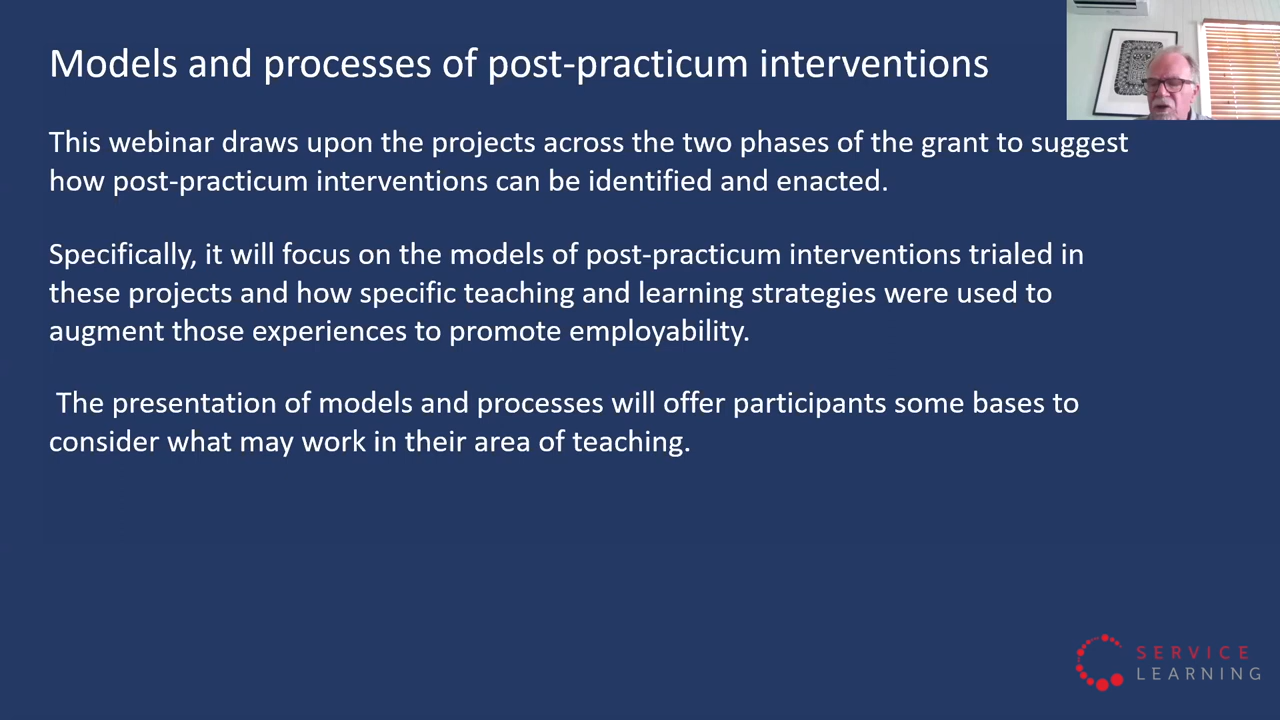 Models and processes of post-practicum interventions
This webinar draws upon the projects across the two phases of the grant to suggest
how post-practicum interventions can be identified and enacted.
Specifically, it will focus on the models of post-practicum interventions trialed in
these projects and how specific teaching and learning strategies were used to
augment those experiences to promote employability.
The presentation of models and processes will offer participants some bases to
consider what may work in their area of teaching.
SERVICE
LEARNING